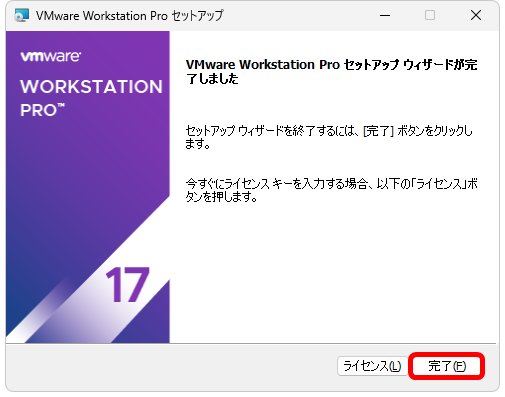 VMware Workstation Pro セットアップ
vmware®
WORKSTATION
PRO™
17
VMware Workstation Pro セットアップ ウィザードが完
了しました
セットアップ ウィザードを終了するには、[完了] ボタンをクリックし
ます。
今すぐにライセンス キーを入力する場合、以下の「ライセンス」ボ
タンを押します。
ライセンス(L)
完了(F)